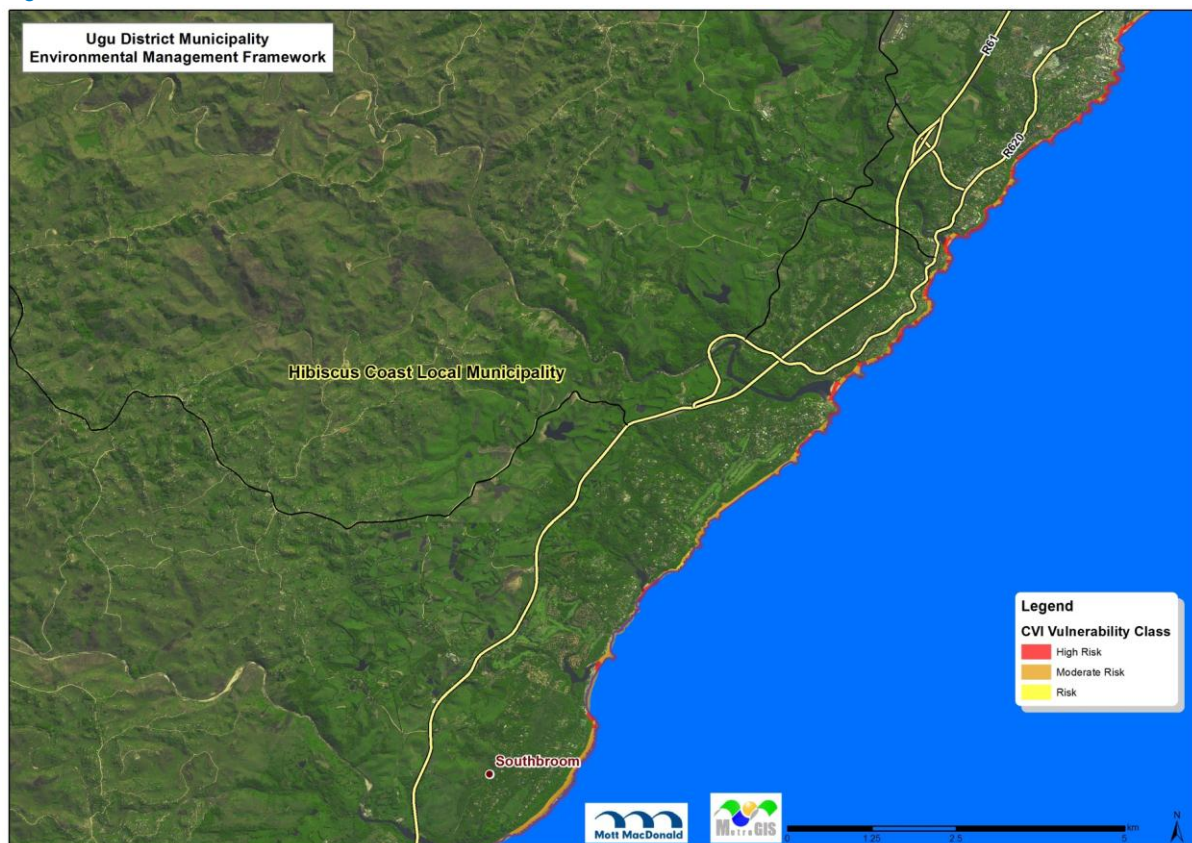 Ugu District Municipality
Environmental Management Framework
R61
R620
Hibiscus Coast Local Municipality
Legend
CVI Vulnerability Class
High Risk
Moderate Risk
Risk
Southbroom
Mott MacDonald
MetroGIS
km
0 1.25 2.5 5
N